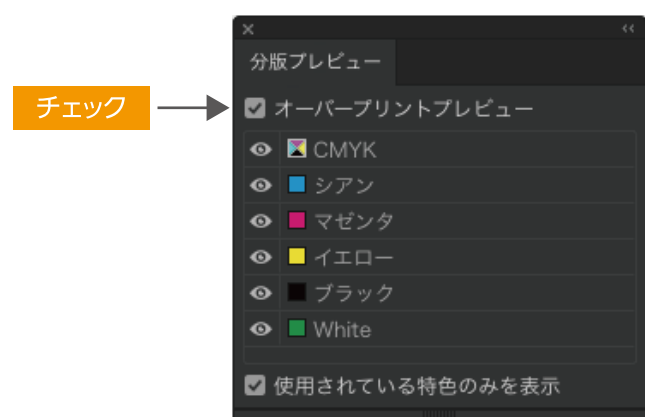 分版プレビュー
チェック
オーバープリントプレビュー
CMYK
シアン
マゼンタ
イエロー
ブラック
White
使用されている特色のみを表示